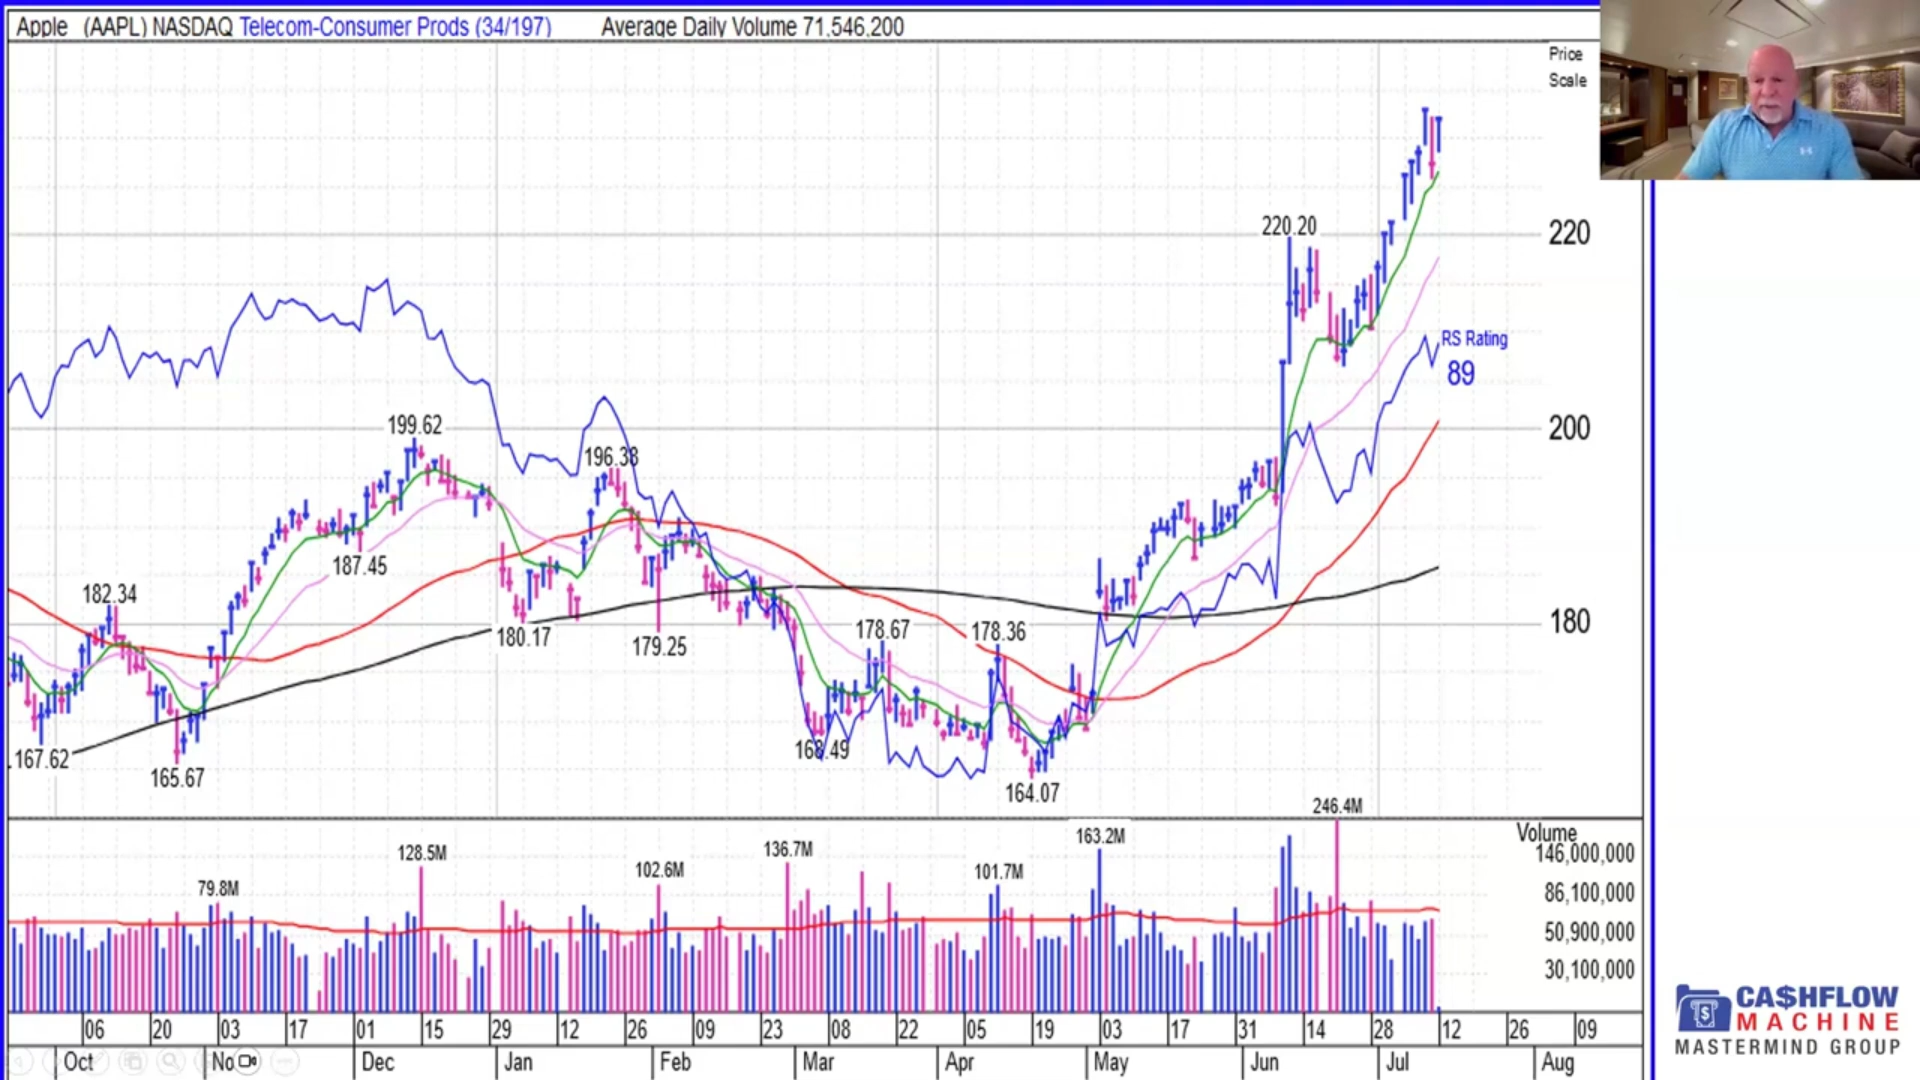 Apple (AAPL) NASDAQ Telecom-Consumer Prods (34/197) Average Daily Volume 71,546,200
Price
Scale
220.20
220
RS Rating
89
199.62
200
196.38
187.45
182.34
180.17
179.25
178.67
178.36
180
167.62
165.67
168.49
164.07
246.4M
Volume
163.2M
128.5M
136.7M
146,000,000
79.8M
102.6M
101.7M
86,100,000
50,900,000
30,100,000
06 20 03 17 01 15 29 12 26 09 23 08 22 05 19 03 17 31 14 28 12 26 09
Oct No Dec Jan Feb Mar Apr May Jun Jul Aug
CA$HFLOW
MACHINE
MASTERMIND GROUP